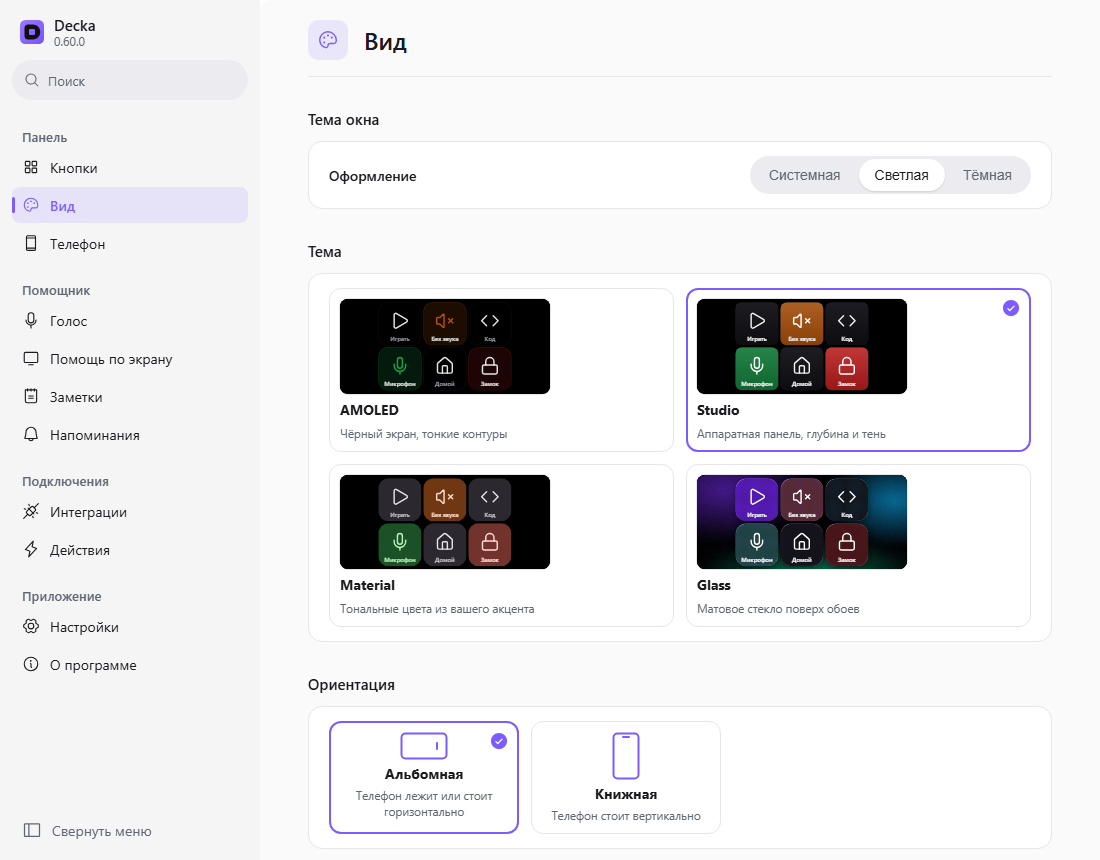 Decka
0.60.0
Поиск
Панель
Кнопки
Вид
Телефон
Помощник
Голос
Помощь по экрану
Заметки
Напоминания
Подключения
Интеграции
Действия
Приложение
Настройки
О программе
Свернуть меню
Вид
Тема окна
Оформление
Системная
Светлая
Тёмная
Тема
Играть
Без звука
Код
Микрофон
Домой
Замок
AMOLED
Чёрный экран, тонкие контуры
Играть
Без звука
Код
Микрофон
Домой
Замок
Studio
Аппаратная панель, глубина и тень
Играть
Без звука
Код
Микрофон
Домой
Замок
Material
Тональные цвета из вашего акцента
Играть
Без звука
Код
Микрофон
Домой
Замок
Glass
Матовое стекло поверх обоев
Ориентация
Альбомная
Телефон лежит или стоит
горизонтально
Книжная
Телефон стоит вертикально